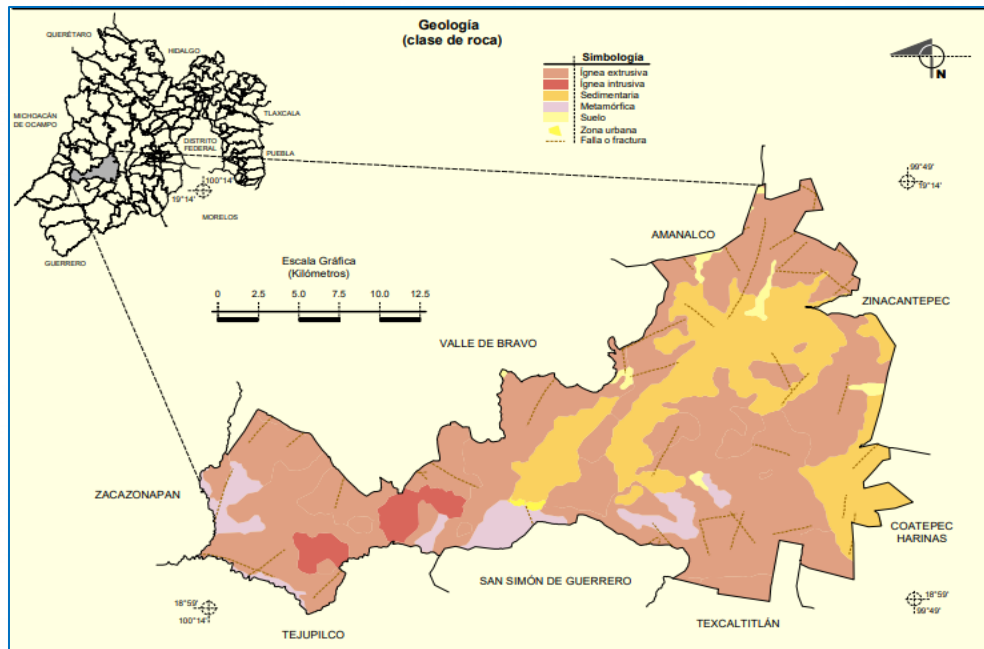 Geología
(clase de roca)
QUERÉTARO
HIDALGO
MICHOACÁN
DE OCAMPO
TLAXCALA
DISTRITO
FEDERAL
PUEBLA
100°14'
19°14'
MORELOS
GUERRERO
Simbología
Ígnea extrusiva
Ígnea intrusiva
Sedimentaria
Metamórfica
Suelo
Zona urbana
Falla o fractura
N
99°49'
19°14'
Escala Gráfica
(Kilómetros)
0 2.5 5.0 7.5 10.0 12.5
AMANALCO
ZINACANTEPEC
VALLE DE BRAVO
ZACAZONAPAN
COATEPEC
HARINAS
SAN SIMÓN DE GUERRERO
TEXCALTITLÁN
TEJUPILCO
18°59'
100°14'
18°59'
99°49'